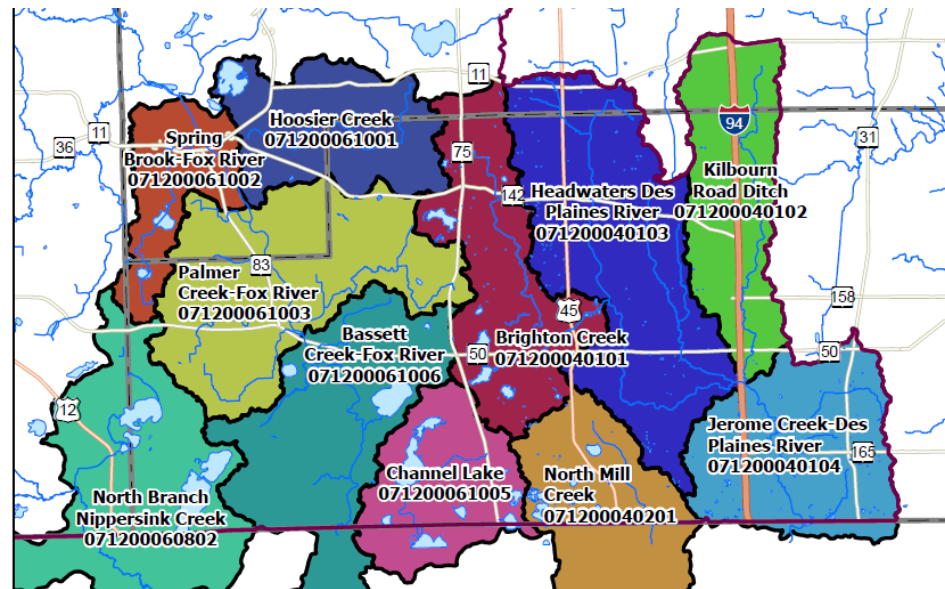 11
31
94
36
11
Spring
Brook-Fox River
071200061002
Hoosier Creek
071200061001
75
142
Headwaters Des
Plaines River
071200040103
Kilbourn
Road Ditch
071200040102
83
Palmer
Creek-Fox River
071200061003
158
45
Bassett
Creek-Fox River
071200061006
50
Brighton Creek
071200040101
50
12
Jerome Creek-Des
Plaines River
071200040104
165
Channel Lake
071200061005
North Mill
Creek
071200040201
North Branch
Nippersink Creek
071200060802